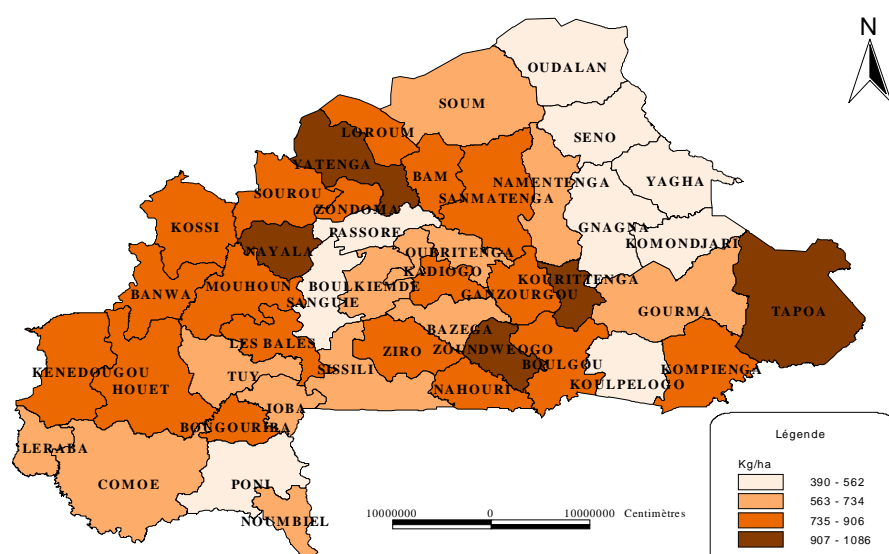 N
OUDALAN
SOUM
SENO
LOROUM
YATENGA
BAM
NAMENTENGA
YAGHA
SOUROU
SANMATENGA
ZONDOMA
KOSSI
PASSORE
GNAGNA
KOMONDJARI
NAYALA
OUDRITENGA
KADIOGO
KOURITTENGA
BANWA
MOUHOUN
BOULKIEMDE
GANZOURGOU
SANGUIE
GOURMA
TAPOA
BAZEGA
LES BALES
ZIRO
ZOUNDWEOGO
BOULGOU
KENEDOUGOU
SISSILI
KOMPIENGA
TUY
HOUET
NAHOURI
KOULPELOGO
IOBA
BOUGOURIBA
LERABA
COMOE
PONI
NOUMBIEL
10000000 0 10000000 Centimètres
Légende
Kg/ha
390 - 562
563 - 734
735 - 906
907 - 1086